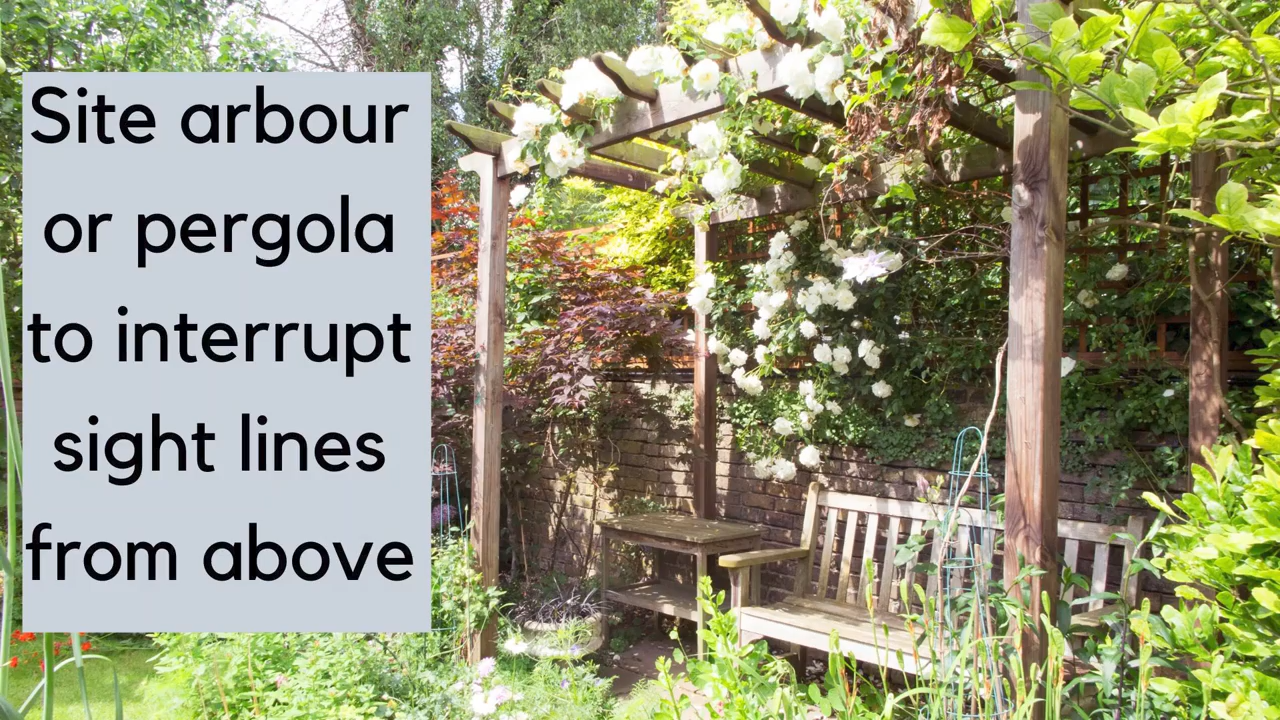 Site arbour
or pergola
to interrupt
sight lines
from above